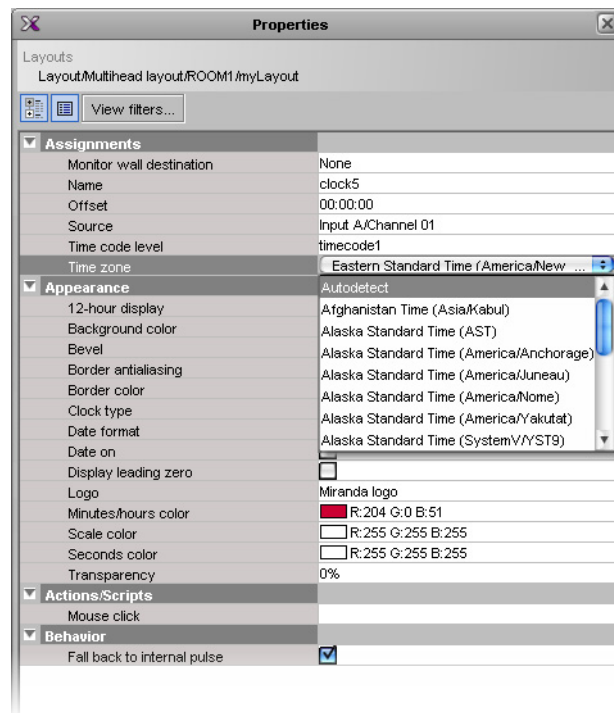 Properties
Layouts
Layout/Multihead layout/ROOM1/myLayout
View filters...
Assignments
Monitor wall destination None
Name clock5
Offset 00:00:00
Source Input A/Channel 01
Time code level timecode1
Time zone Eastern Standard Time (America/New ...
Appearance Autodetect
12-hour display Afghanistan Time (Asia/Kabul)
Background color Alaska Standard Time (AST)
Bevel Alaska Standard Time (America/Anchorage)
Border antialiasing Alaska Standard Time (America/Juneau)
Border color Alaska Standard Time (America/Nome)
Clock type Alaska Standard Time (America/Yakutat)
Date format Alaska Standard Time (SystemV/YST9)
Date on
Display leading zero
Logo Miranda logo
Minutes/hours color R:204 G:0 B:51
Scale color R:255 G:255 B:255
Seconds color R:255 G:255 B:255
Transparency 0%
Actions/Scripts
Mouse click
Behavior
Fall back to internal pulse